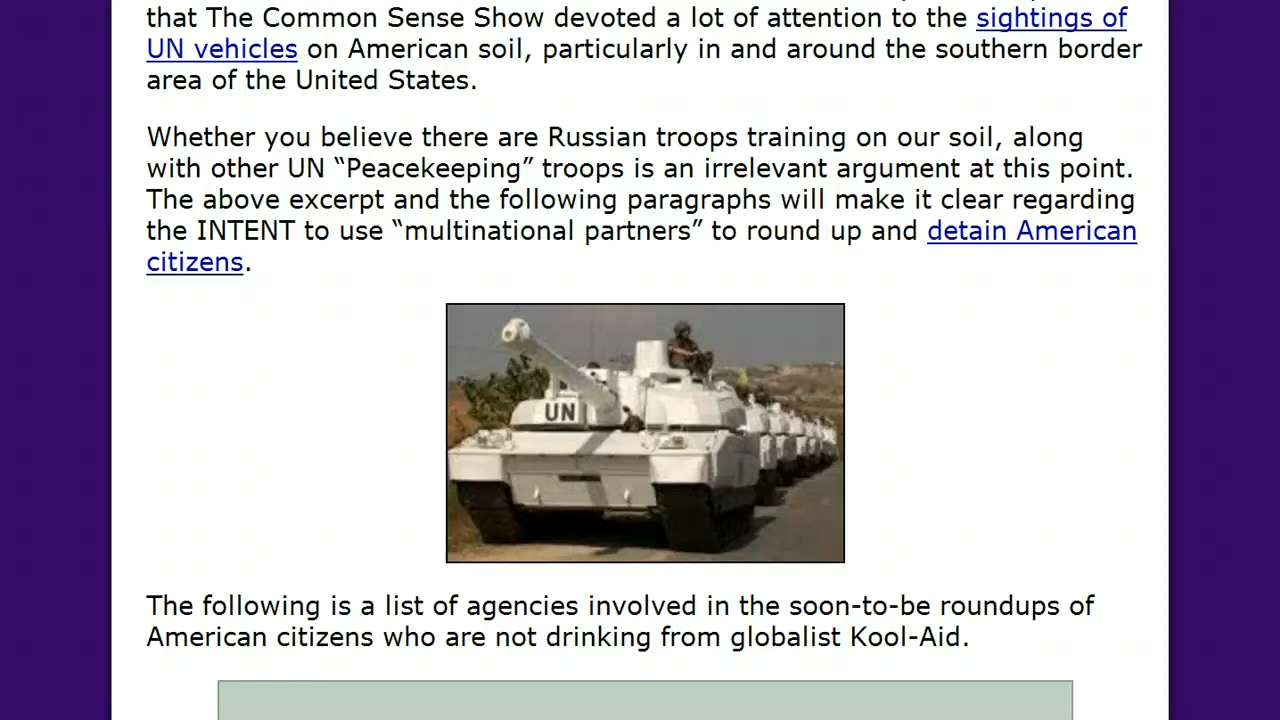 that The Common Sense Show devoted a lot of attention to the sightings of
UN vehicles on American soil, particularly in and around the southern border
area of the United States.
Whether you believe there are Russian troops training on our soil, along
with other UN “Peacekeeping” troops is an irrelevant argument at this point.
The above excerpt and the following paragraphs will make it clear regarding
the INTENT to use “multinational partners” to round up and detain American
citizens.
UN
The following is a list of agencies involved in the soon-to-be roundups of
American citizens who are not drinking from globalist Kool-Aid.